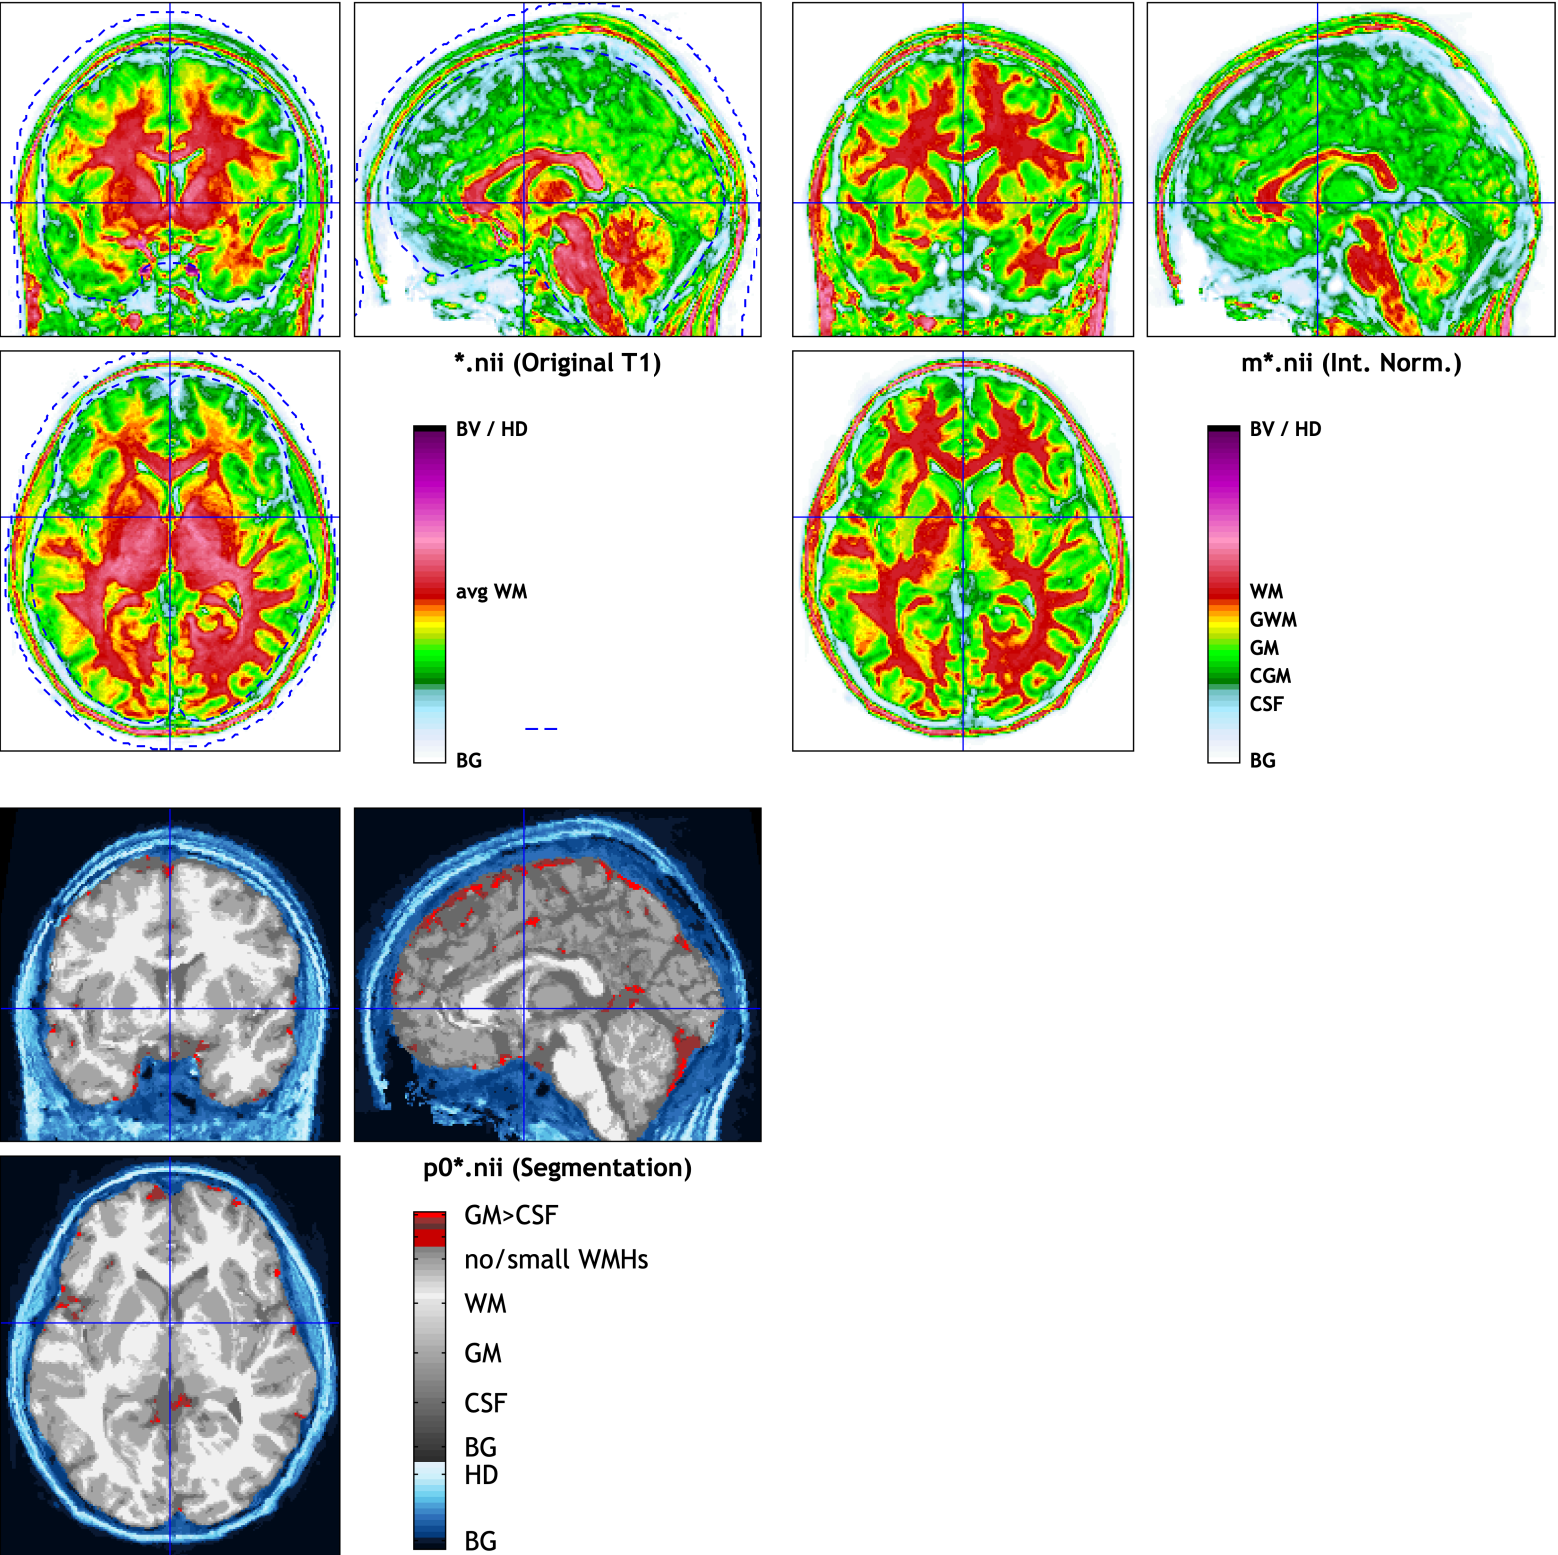 *.nii (Original T1)
BV / HD
avg WM
BG
m*.nii (Int. Norm.)
BV / HD
WM
GWM
GM
CGM
CSF
BG
p0*.nii (Segmentation)
GM>CSF
no/small WMHs
WM
GM
CSF
BG
HD
BG